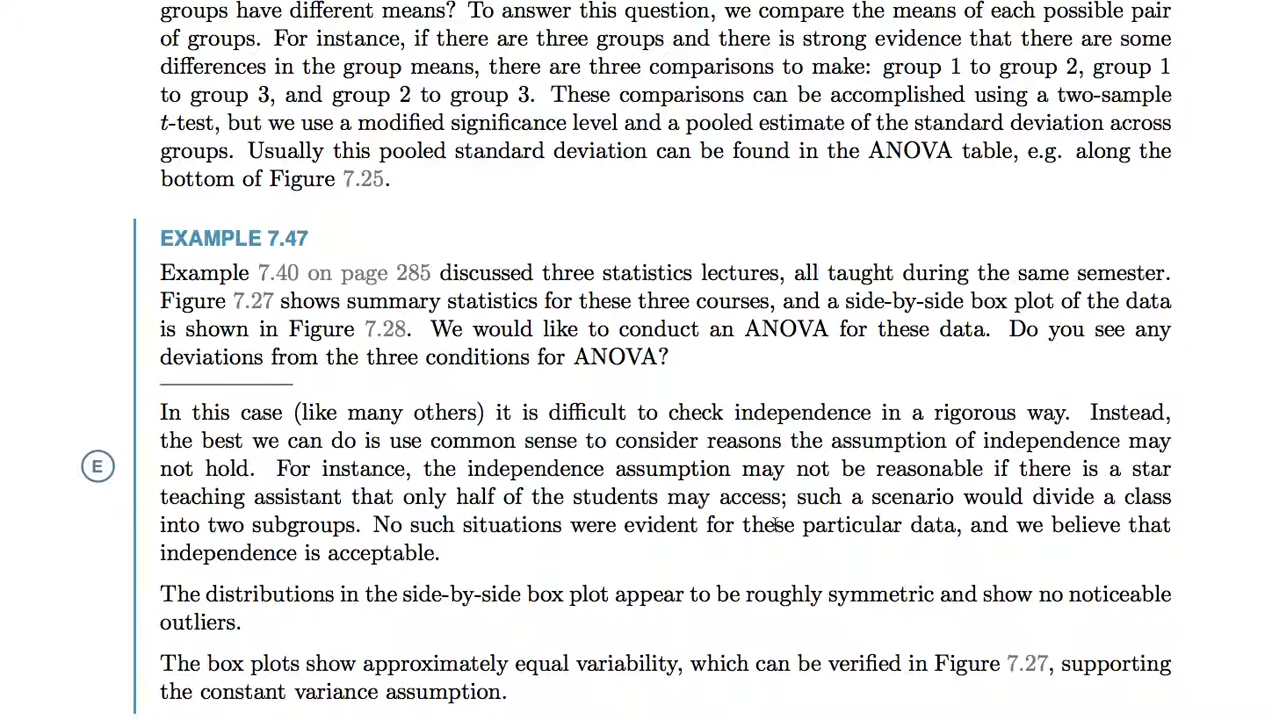 groups have different means? To answer this question, we compare the means of each possible pair
of groups. For instance, if there are three groups and there is strong evidence that there are some
differences in the group means, there are three comparisons to make: group 1 to group 2, group 1
to group 3, and group 2 to group 3. These comparisons can be accomplished using a two-sample
t-test, but we use a modified significance level and a pooled estimate of the standard deviation across
groups. Usually this pooled standard deviation can be found in the ANOVA table, e.g. along the
bottom of Figure 7.25.
EXAMPLE 7.47
Example 7.40 on page 285 discussed three statistics lectures, all taught during the same semester.
Figure 7.27 shows summary statistics for these three courses, and a side-by-side box plot of the data
is shown in Figure 7.28. We would like to conduct an ANOVA for these data. Do you see any
deviations from the three conditions for ANOVA?
In this case (like many others) it is difficult to check independence in a rigorous way. Instead,
the best we can do is use common sense to consider reasons the assumption of independence may
E not hold. For instance, the independence assumption may not be reasonable if there is a star
teaching assistant that only half of the students may access; such a scenario would divide a class
into two subgroups. No such situations were evident for these particular data, and we believe that
independence is acceptable.
The distributions in the side-by-side box plot appear to be roughly symmetric and show no noticeable
outliers.
The box plots show approximately equal variability, which can be verified in Figure 7.27, supporting
the constant variance assumption.